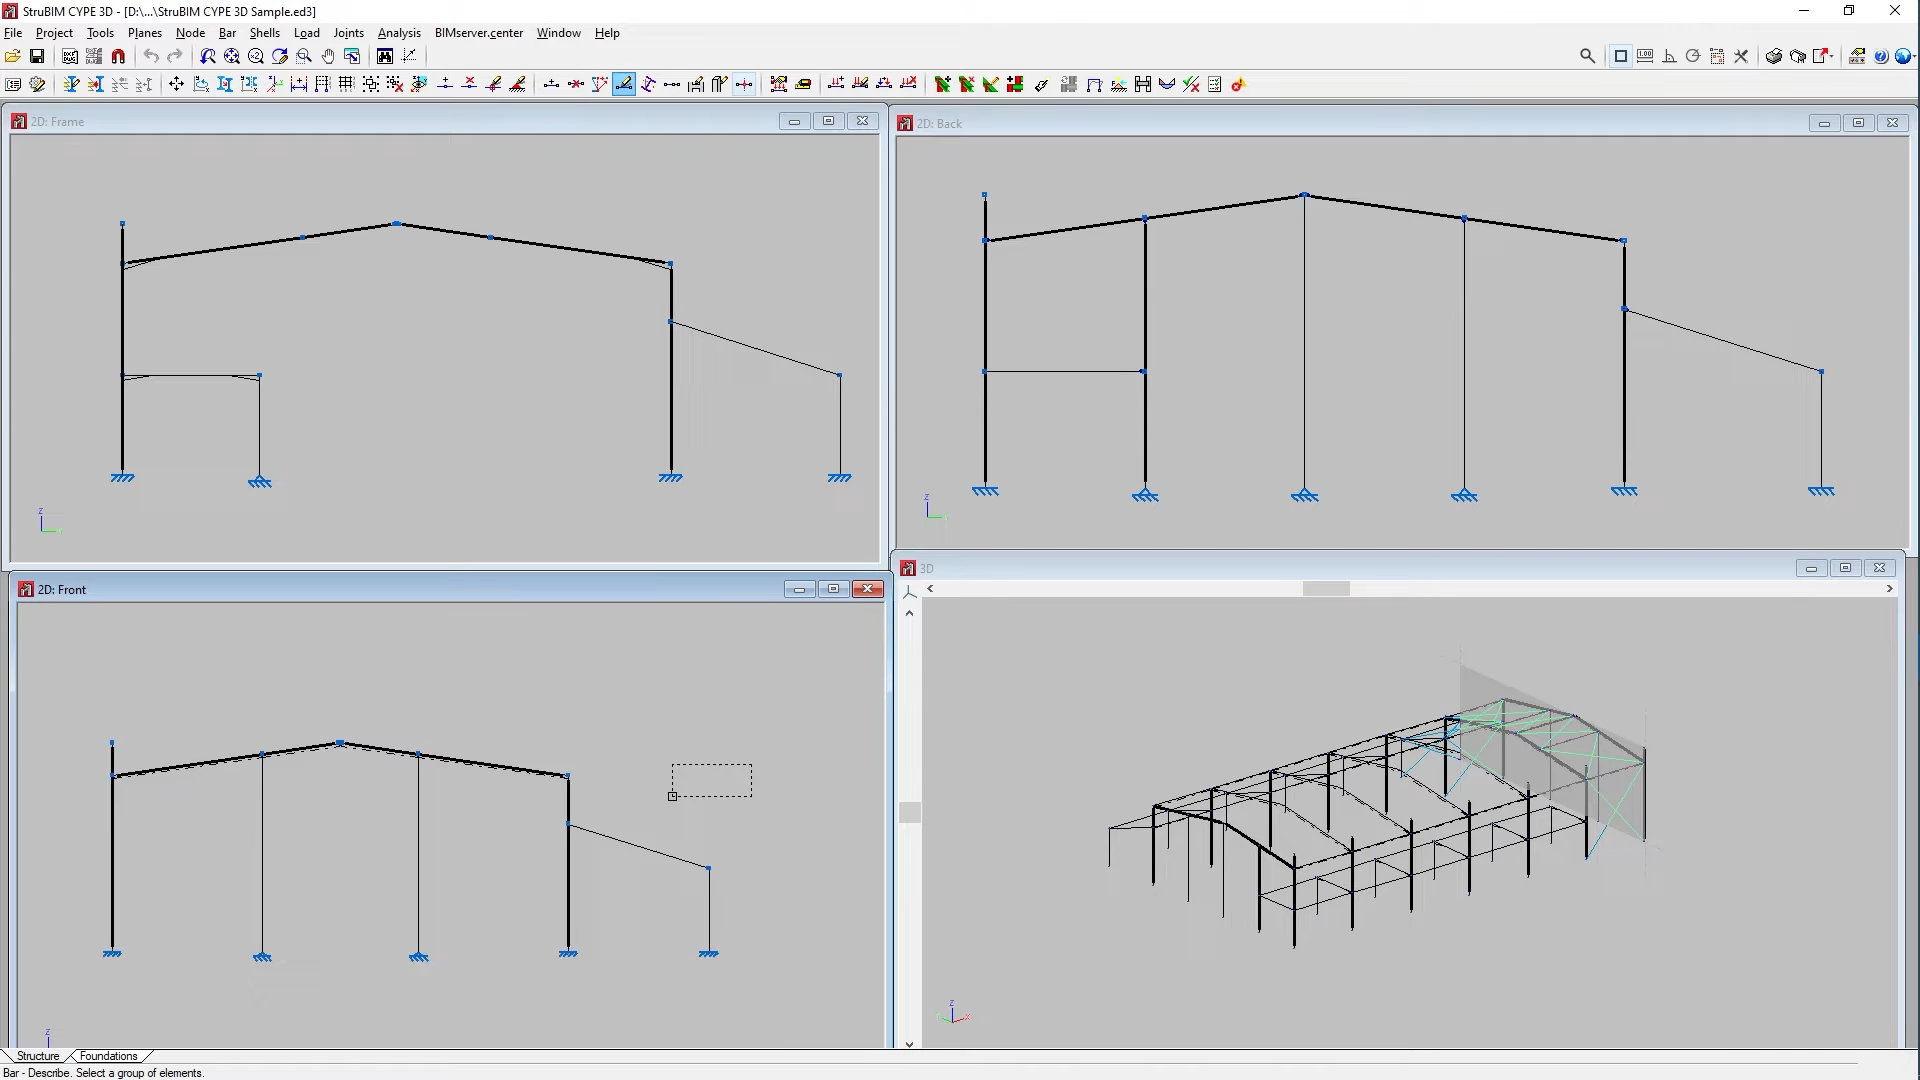 StruBIM CYPE 3D - [D:\...\StruBIM CYPE 3D Sample.ed3]
File Project Tools Planes Node Bar Shells Load Joints Analysis BIMserver.center Window Help
2D: Frame
2D: Back
z
z
2D: Front
3D
z
x
z
Structure Foundations
Bar - Describe. Select a group of elements.